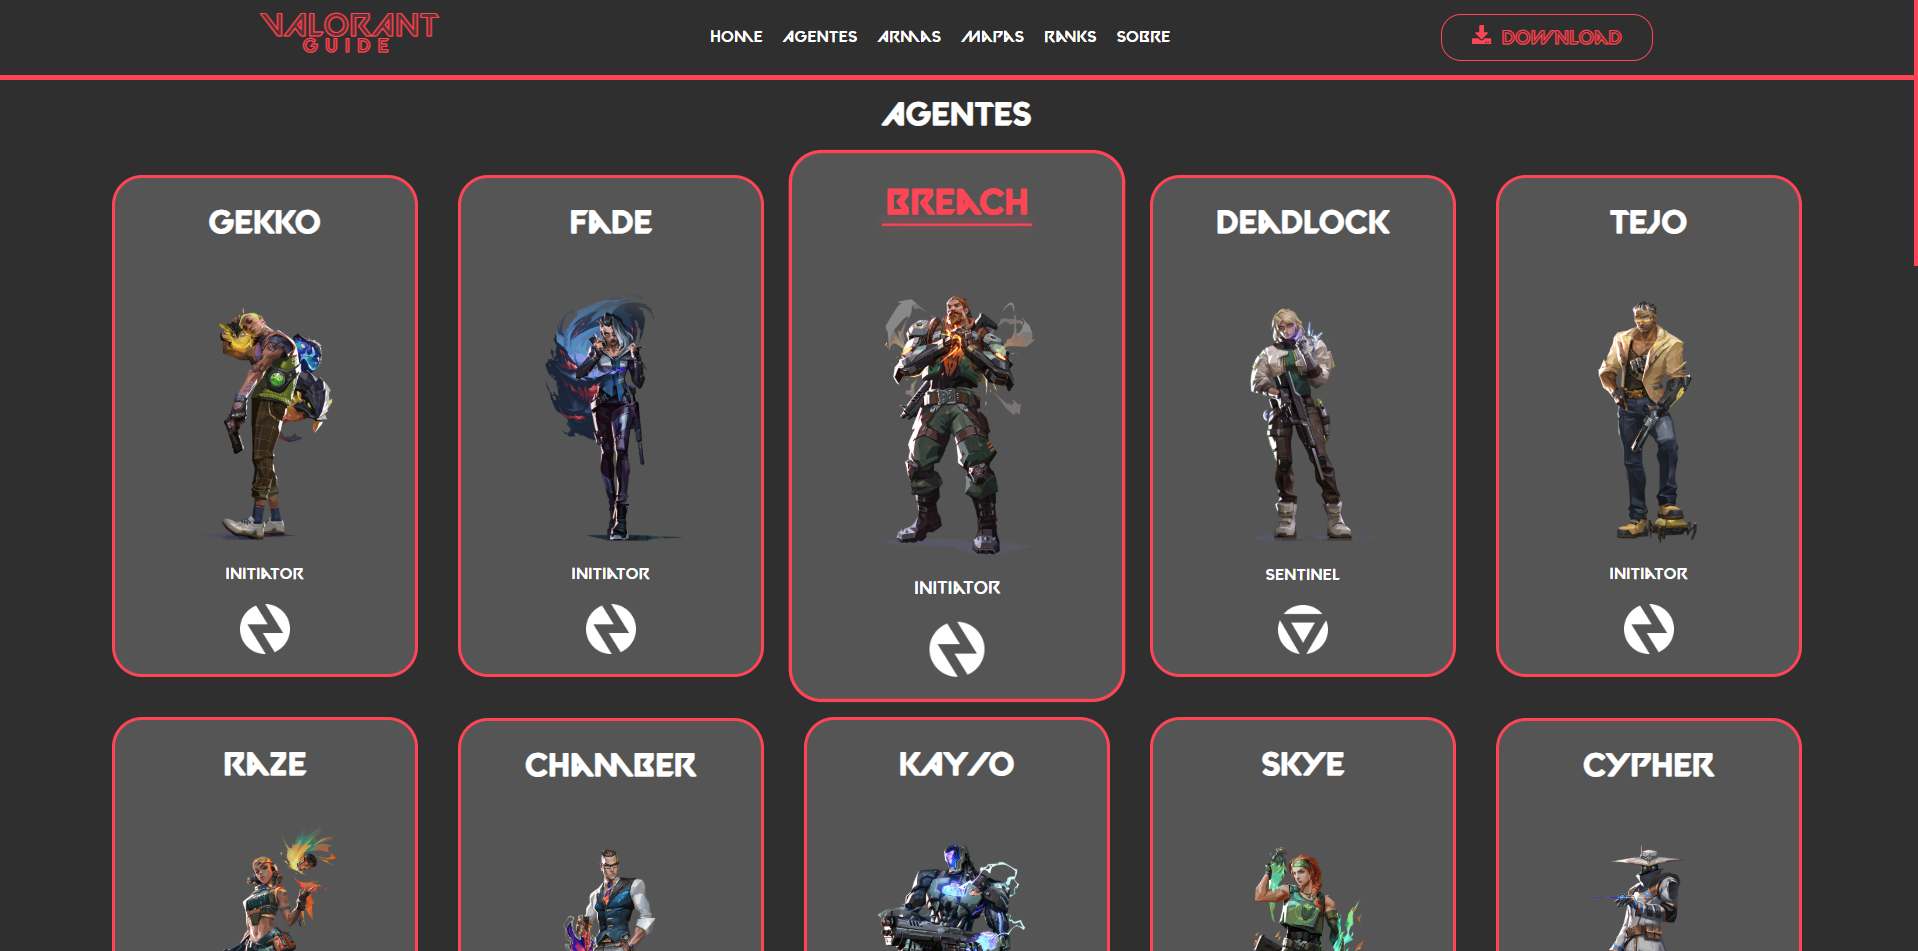 VALORANT
GUIDE
HOME AGENTES ARMAS MAPAS RANKS SOBRE
DOWNLOAD
AGENTES
GEKKO
INITIATOR
FADE
INITIATOR
BREACH
INITIATOR
DEADLOCK
SENTINEL
TEJO
INITIATOR
RAZE
CHAMBER
KAY/O
SKYE
CYPHER